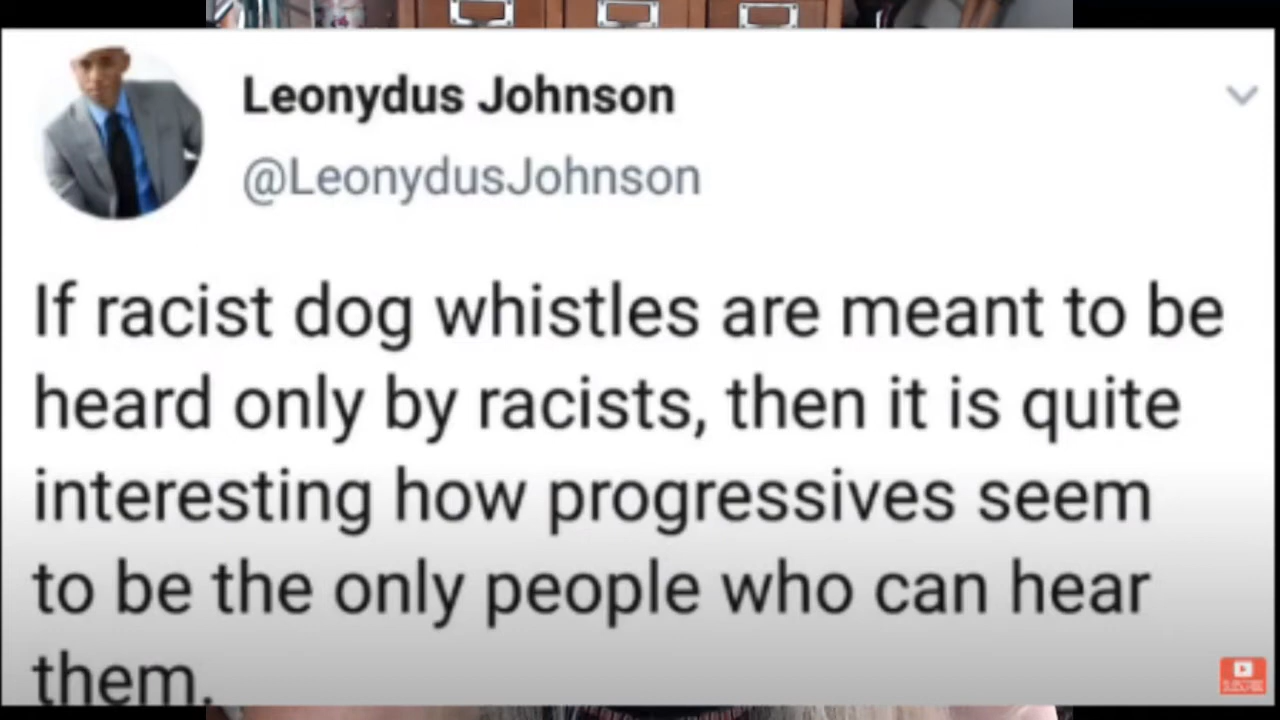 Leonydus Johnson
@LeonydusJohnson
If racist dog whistles are meant to be
heard only by racists, then it is quite
interesting how progressives seem
to be the only people who can hear
them.